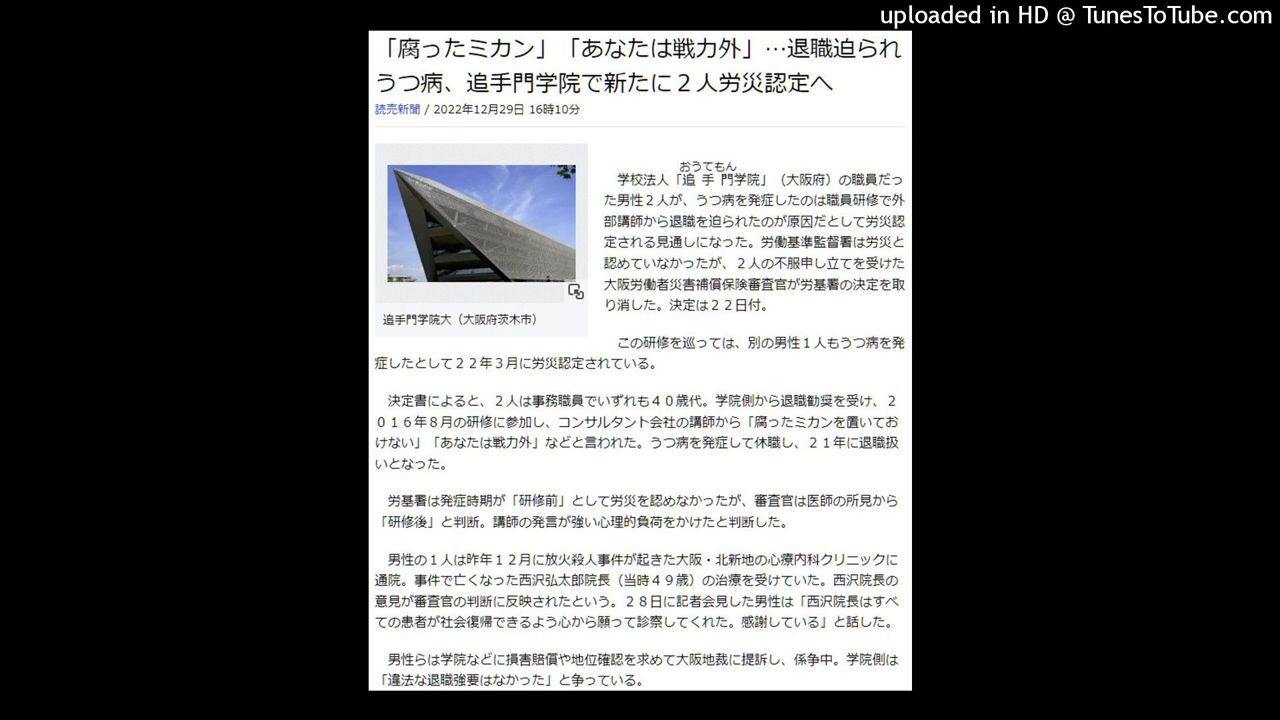 uploaded in HD @ TunesToTube.com
「腐ったミカン」「あなたは戦力外」…退職迫られ
うつ病、追手門学院で新たに２人労災認定へ
読売新聞 / 2022年12月29日 16時10分
おうてもん
学校法人「追手門学院」（大阪府）の職員だっ
た男性２人が、うつ病を発症したのは職員研修で外
部講師から退職を迫られたのが原因だとして労災認
定される見通しになった。労働基準監督署は労災と
認めていなかったが、２人の不服申し立てを受けた
大阪労働者災害補償保険審査官が労基署の決定を取
り消した。決定は２２日付。
追手門学院大（大阪府茨木市）
この研修を巡っては、別の男性１人もうつ病を発
症したとして２２年３月に労災認定されている。
決定書によると、２人は事務職員でいずれも４０歳代。学院側から退職勧奨を受け、２
０１６年８月の研修に参加し、コンサルタント会社の講師から「腐ったミカンを置いてお
けない」「あなたは戦力外」などと言われた。うつ病を発症して休職し、２１年に退職扱
いとなった。
労基署は発症時期が「研修前」として労災を認めなかったが、審査官は医師の所見から
「研修後」と判断。講師の発言が強い心理的負荷をかけたと判断した。
男性の１人は昨年１２月に放火殺人事件が起きた大阪・北新地の心療内科クリニックに
通院。事件で亡くなった西沢弘太郎院長（当時４９歳）の治療を受けていた。西沢院長の
意見が審査官の判断に反映されたという。２８日に記者会見した男性は「西沢院長はすべ
ての患者が社会復帰できるよう心から願って診察してくれた。感謝している」と話した。
男性らは学院などに損害賠償や地位確認を求めて大阪地裁に提訴し、係争中。学院側は
「違法な退職強要はなかった」と争っている。